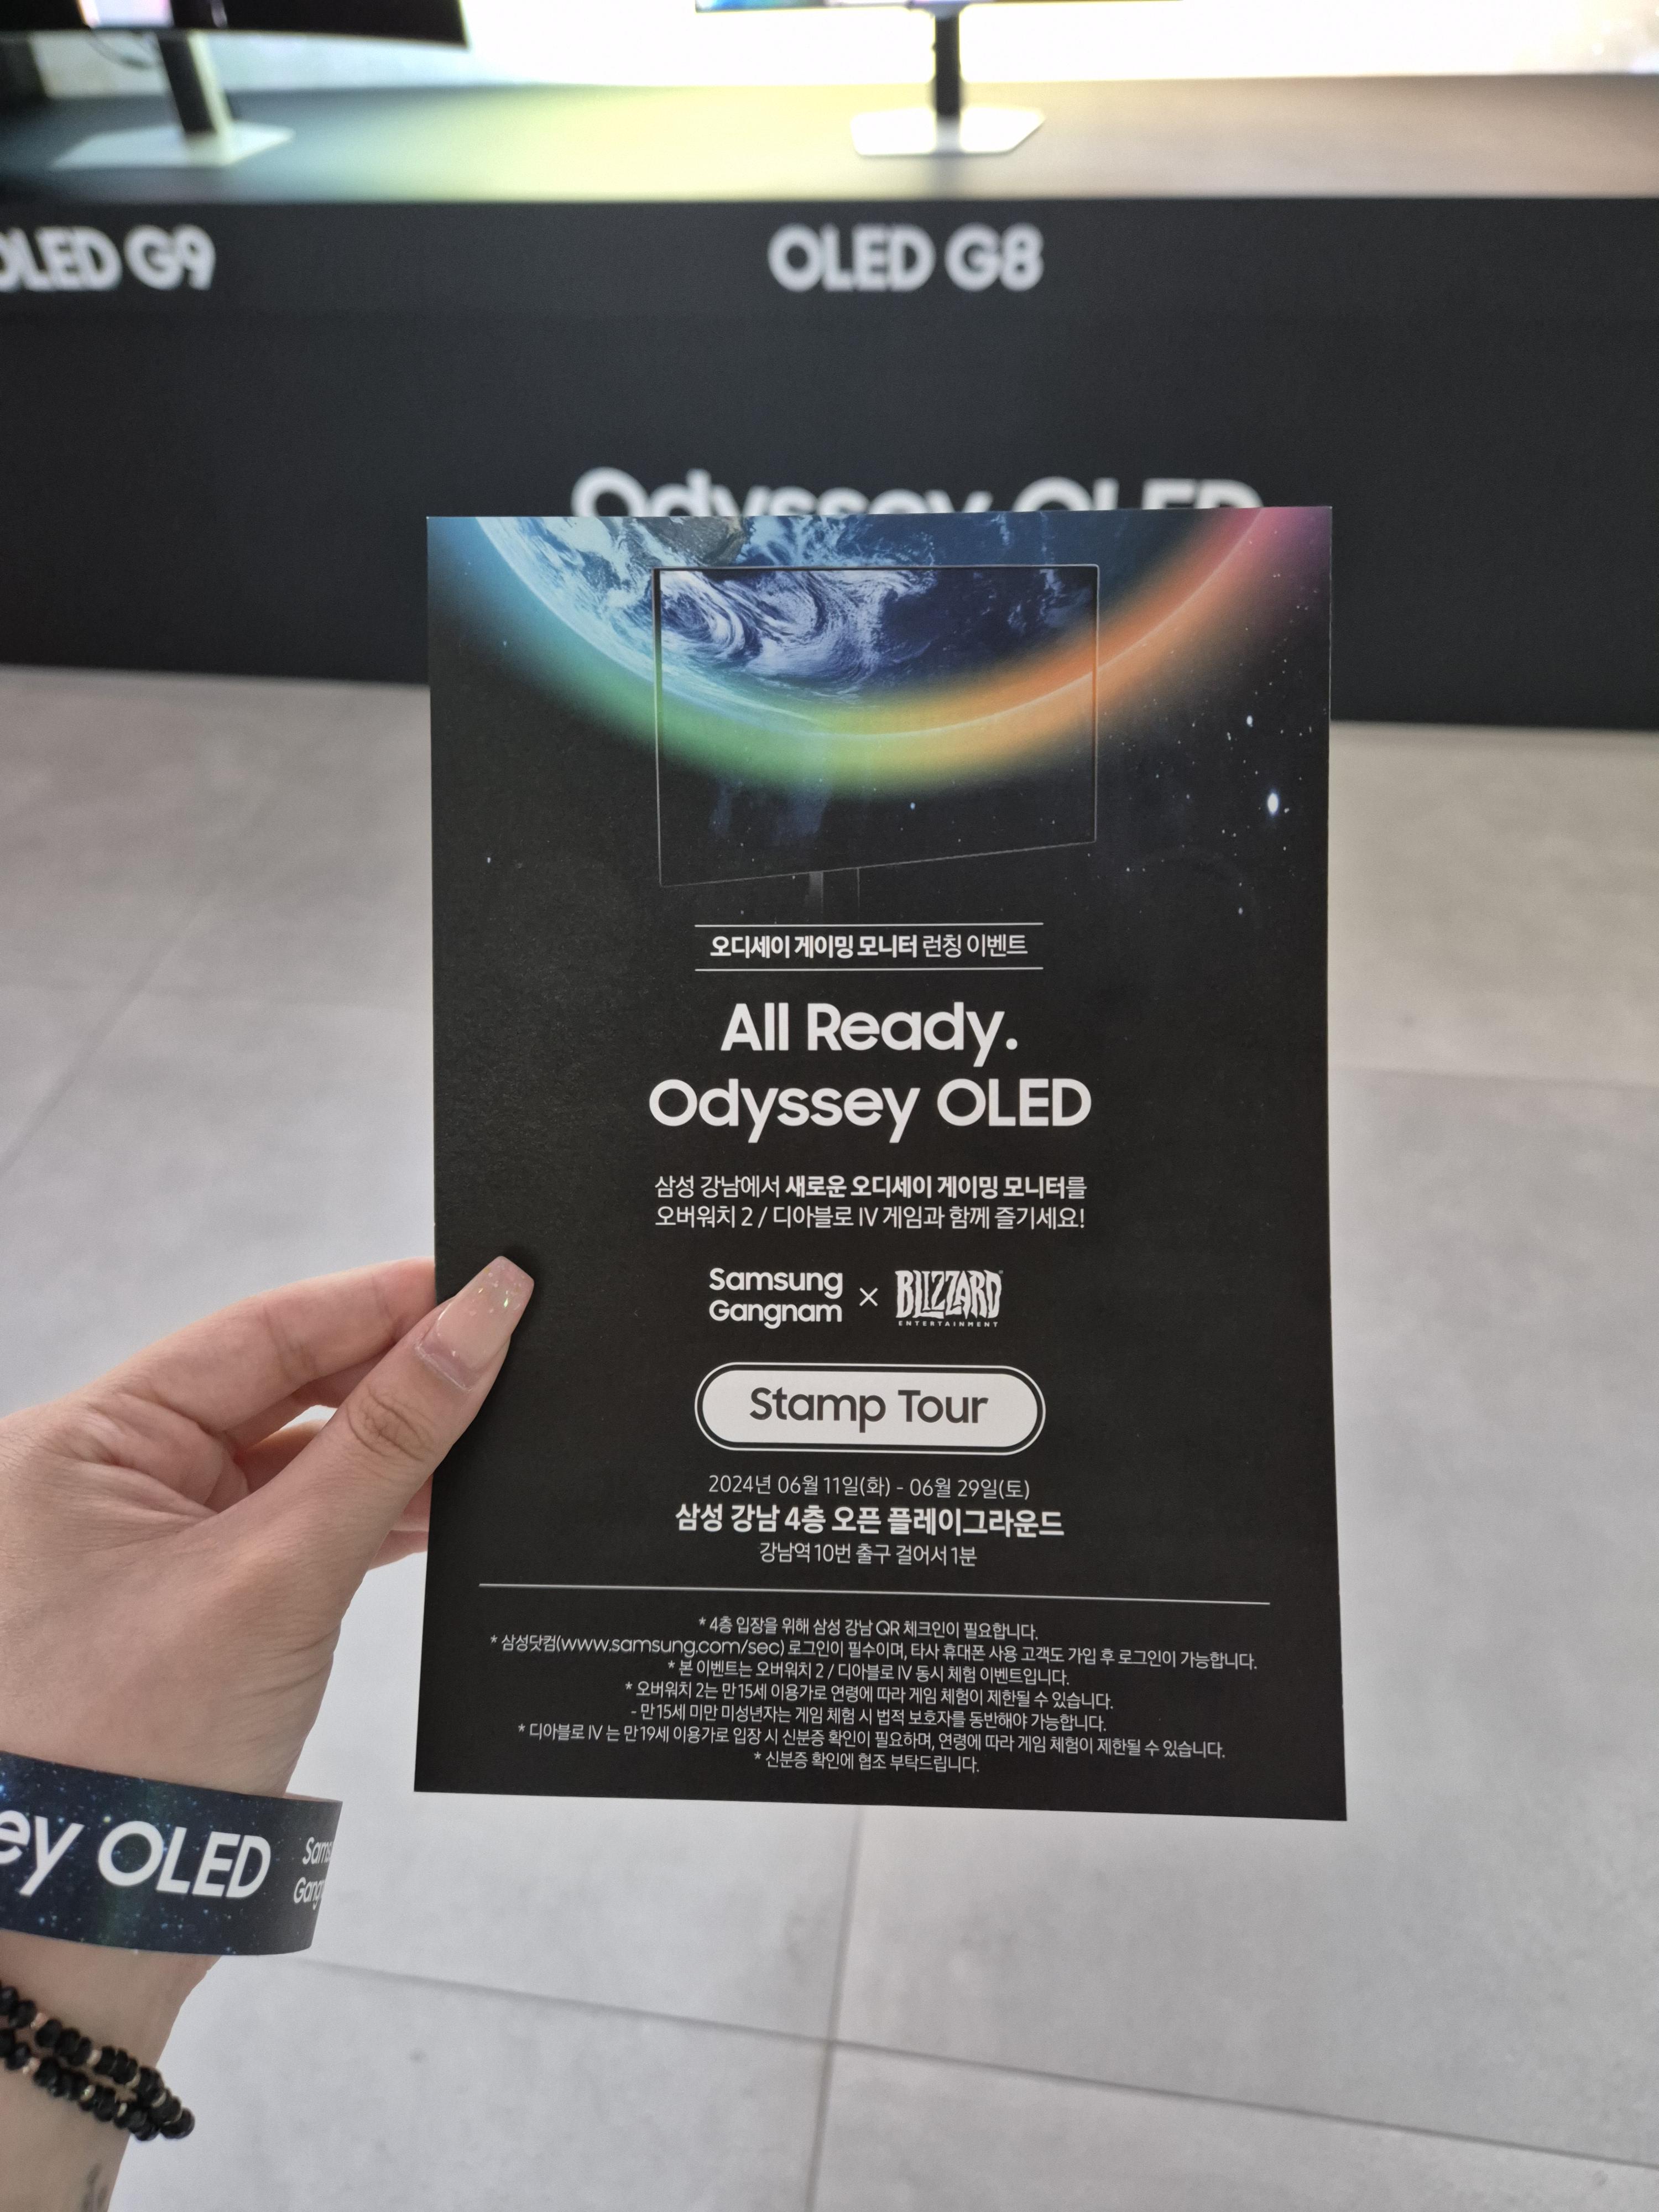 OLED G9
OLED G8
Odyssey OLED
오디세이 게이밍 모니터 런칭 이벤트
All Ready.
Odyssey OLED
삼성 강남에서 새로운 오디세이 게이밍 모니터를
오버워치 2 / 디아블로 IV 게임과 함께 즐기세요!
Samsung
Gangnam
×
BLIZZARD
ENTERTAINMENT
Stamp Tour
2024년 06월 11일(화) - 06월 29일(토)
삼성 강남 4층 오픈 플레이그라운드
강남역 10번 출구 걸어서 1분
* 4층 입장을 위해 삼성 강남 QR 체크인이 필요합니다.
* 삼성닷컴(www.samsung.com/sec) 로그인이 필수이며, 타사 휴대폰 사용 고객도 가입 후 로그인이 가능합니다.
* 본 이벤트는 오버워치 2 / 디아블로 IV 동시 체험 이벤트입니다.
* 오버워치 2는 만 15세 이용가로 연령에 따라 게임 체험이 제한될 수 있습니다.
- 만 15세 미만 미성년자는 게임 체험 시 법적 보호자를 동반해야 가능합니다.
* 디아블로 IV 는 만 19세 이용가로 입장 시 신분증 확인이 필요하며, 연령에 따라 게임 체험이 제한될 수 있습니다.
* 신분증 확인에 협조 부탁드립니다.
ey OLED
Sams
Gang